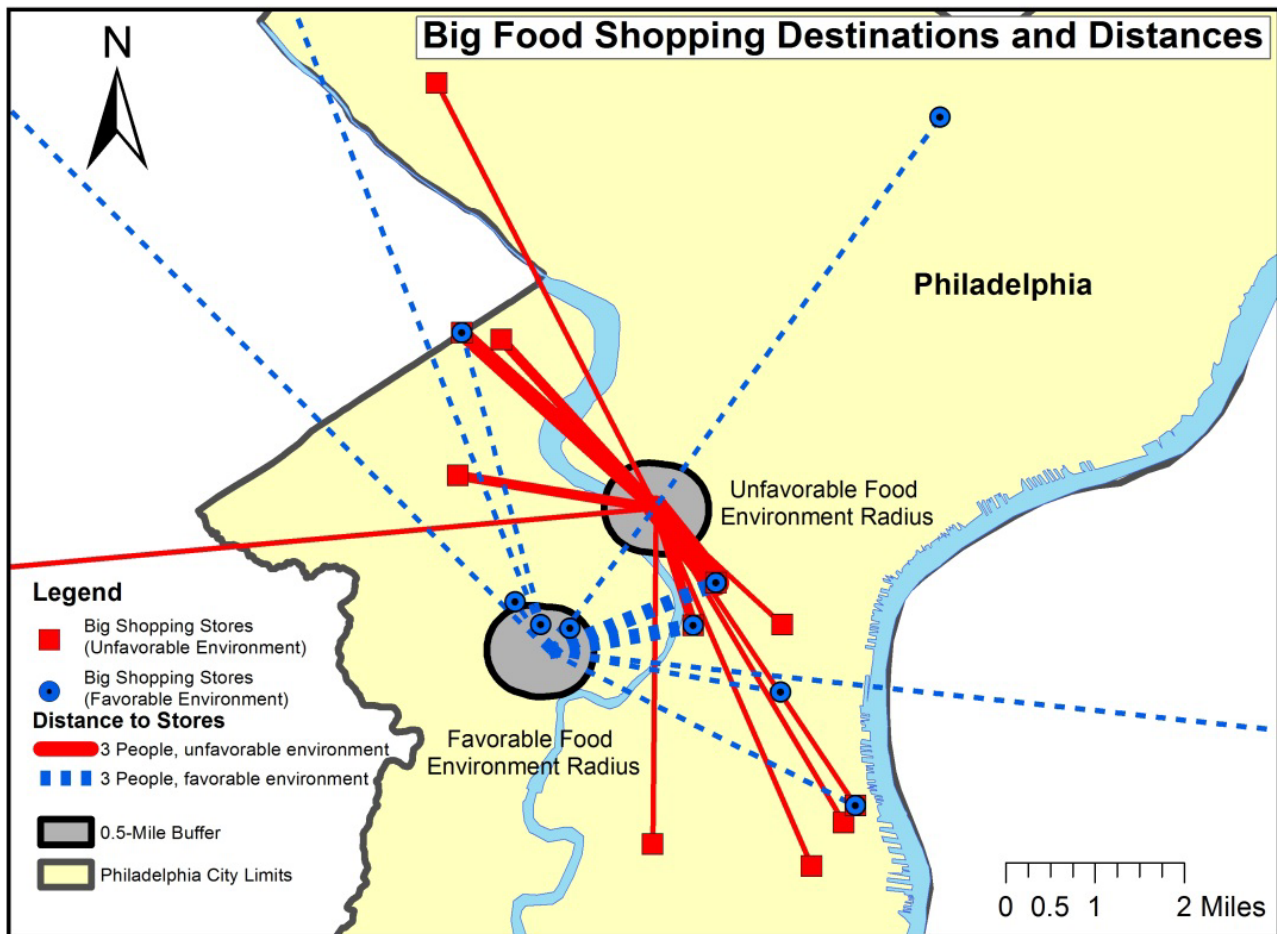 Big Food Shopping Destinations and Distances
N
Philadelphia
Unfavorable Food
Environment Radius
Favorable Food
Environment Radius
Legend
Big Shopping Stores
(Unfavorable Environment)
Big Shopping Stores
(Favorable Environment)
Distance to Stores
3 People, unfavorable environment
3 People, favorable environment
0.5-Mile Buffer
Philadelphia City Limits
0 0.5 1 2 Miles